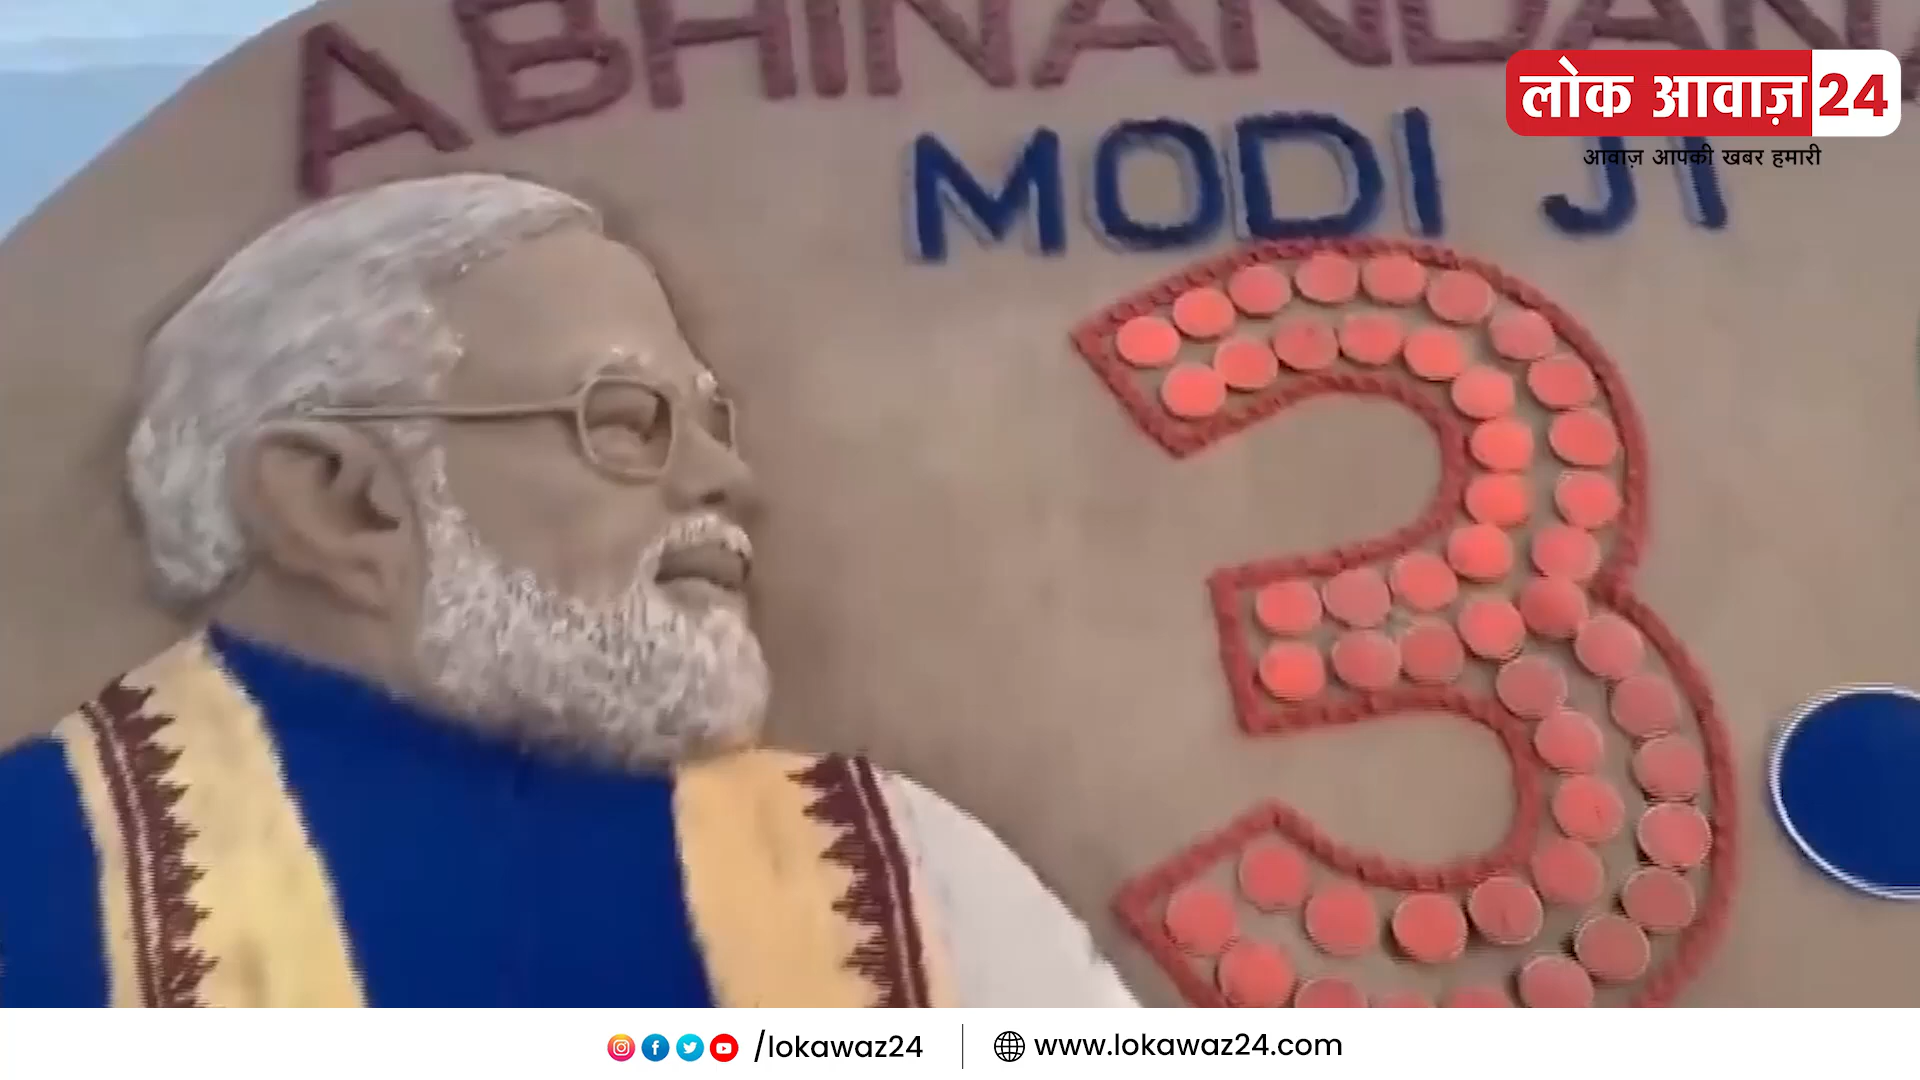 ABHINANDAN
MODI JI
3
लोक आवाज़ 24
आवाज़ आपकी खबर हमारी
/lokawaz24
www.lokawaz24.com